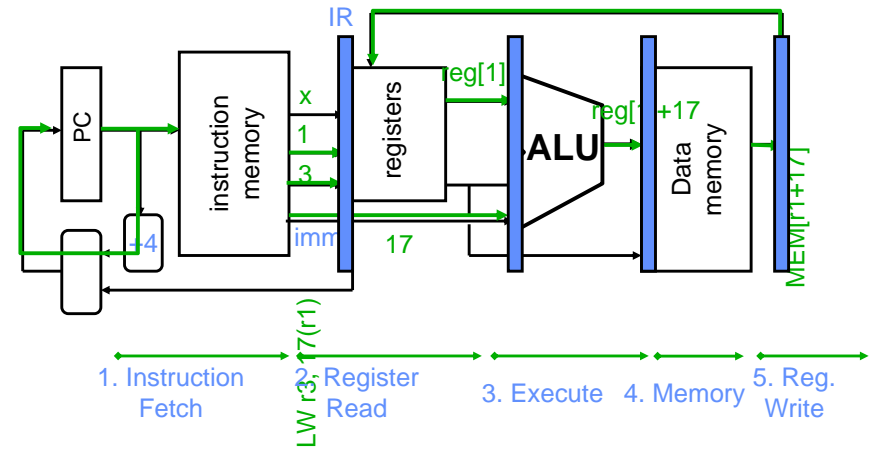 IR
PC
+4
instruction
memory
x
1
3
imm
registers
reg[1]
17
ALU
reg[1]+17
Data
memory
MEM[r1+17]
LW r3, 17(r1)
1. Instruction
Fetch
2. Register
Read
3. Execute
4. Memory
5. Reg.
Write